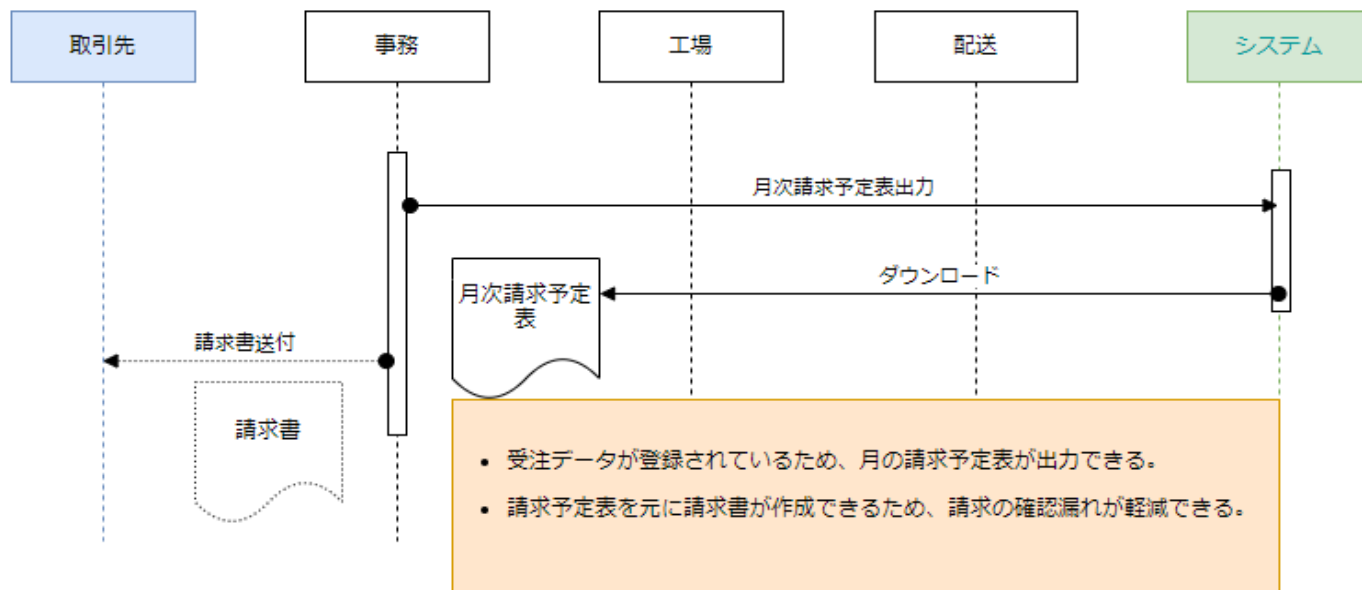 取引先
事務
工場
配送
システム
月次請求予定表出力
ダウンロード
月次請求予定
表
請求書送付
請求書
• 受注データが登録されているため、月の請求予定表が出力できる。
• 請求予定表を元に請求書が作成できるため、請求の確認漏れが軽減できる。